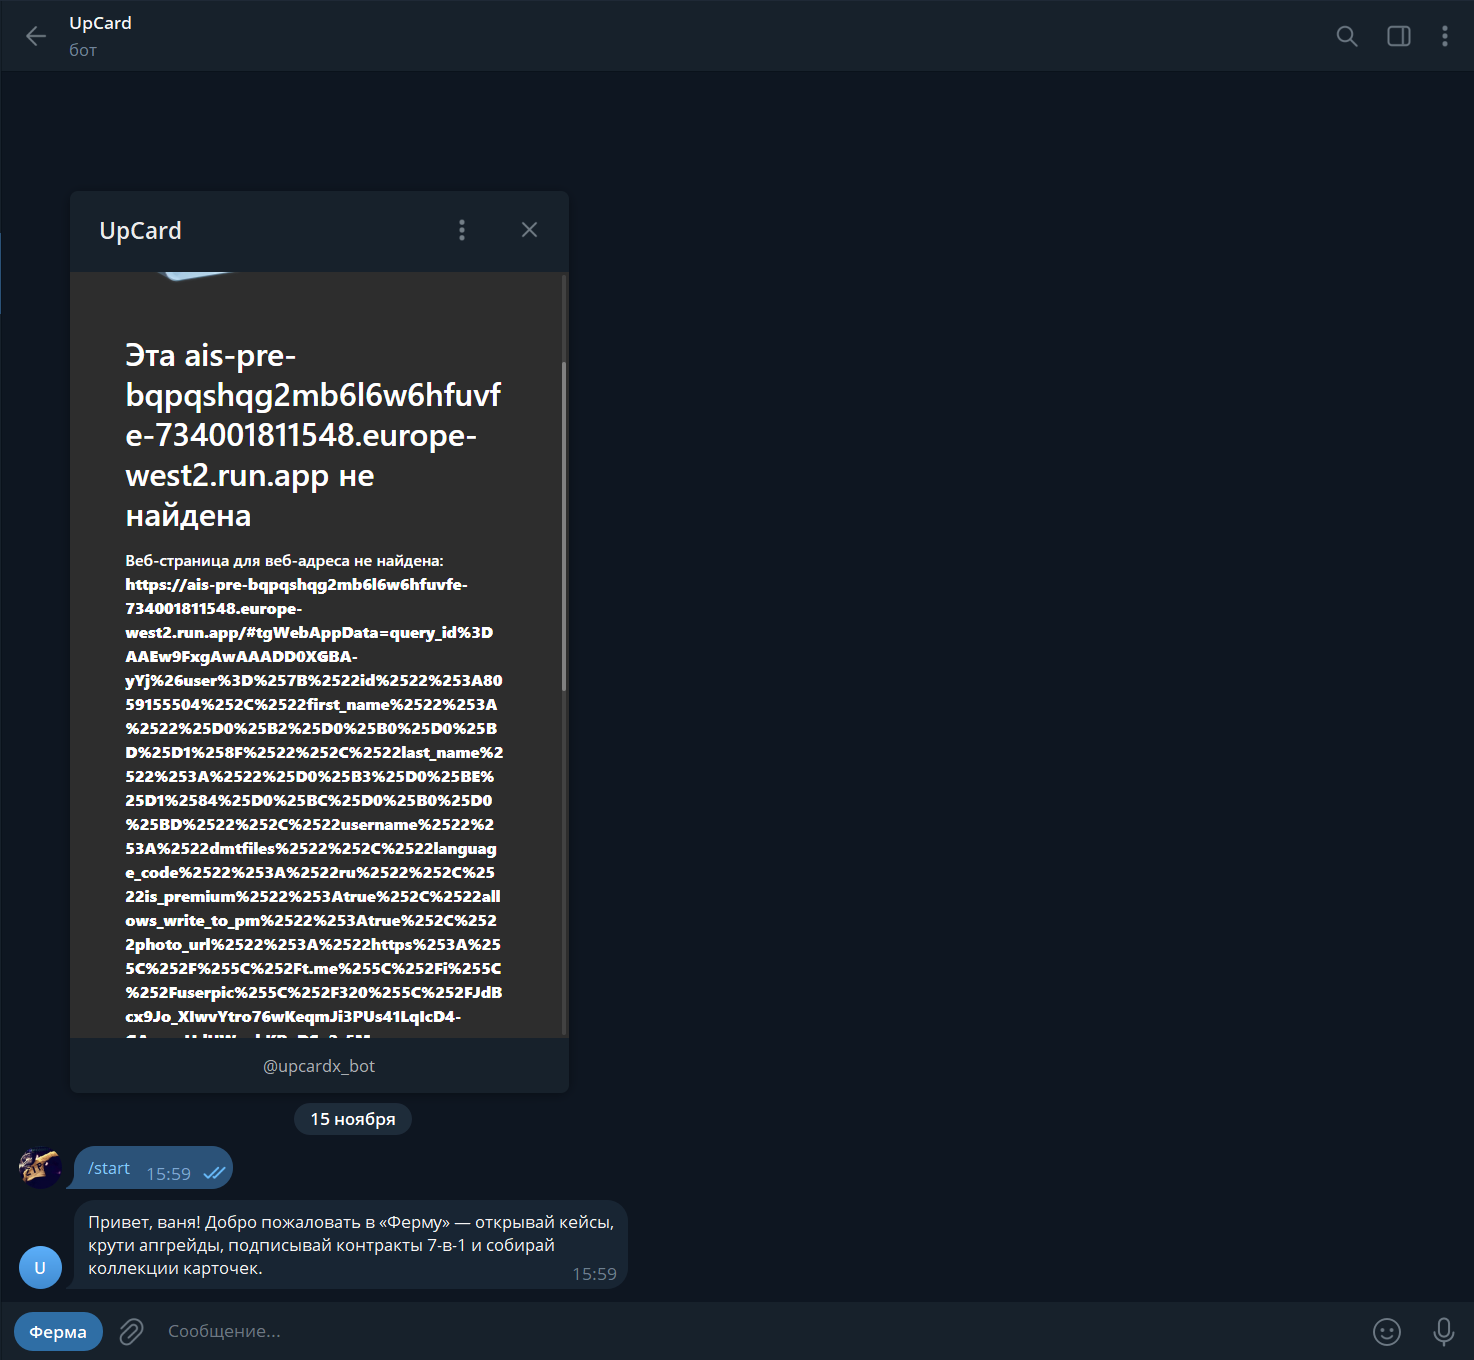 UpCard
бот
UpCard
Эта ais-pre-
bqpqshqg2mb6l6w6hfuvf
e-734001811548.europe-
west2.run.app не
найдена
Веб-страница для веб-адреса не найдена:
https://ais-pre-bqpqshqg2mb6l6w6hfuvfe-
734001811548.europe-
west2.run.app/#tgWebAppData=query_id%3D
AAEw9FxgAwAAADD0XGBA-
yYj%26user%3D%257B%2522id%2522%253A80
59155504%252C%2522first_name%2522%253A
%2522%25D0%25B2%25D0%25B0%25D0%25B
D%25D1%258F%2522%252C%2522last_name%2
522%253A%2522%25D0%25B3%25D0%25BE%
25D1%2584%25D0%25BC%25D0%25B0%25D0
%25BD%2522%252C%2522username%2522%2
53A%2522dmtfiles%2522%252C%2522languag
e_code%2522%253A%2522ru%2522%252C%25
22is_premium%2522%253Atrue%252C%2522all
ows_write_to_pm%2522%253Atrue%252C%252
2photo_url%2522%253A%2522https%253A%25
5C%252F%255C%252Ft.me%255C%252Fi%255C
%252Fuserpic%255C%252F320%255C%252FJdB
cx9Jo_XIwvYtro76wKeqmJi3PUs41LqIcD4-
@upcardx_bot
15 ноября
/start 15:59
Привет, ваня! Добро пожаловать в «Ферму» — открывай кейсы,
крути апгрейды, подписывай контракты 7-в-1 и собирай
коллекции карточек. 15:59
U
Ферма Сообщение...